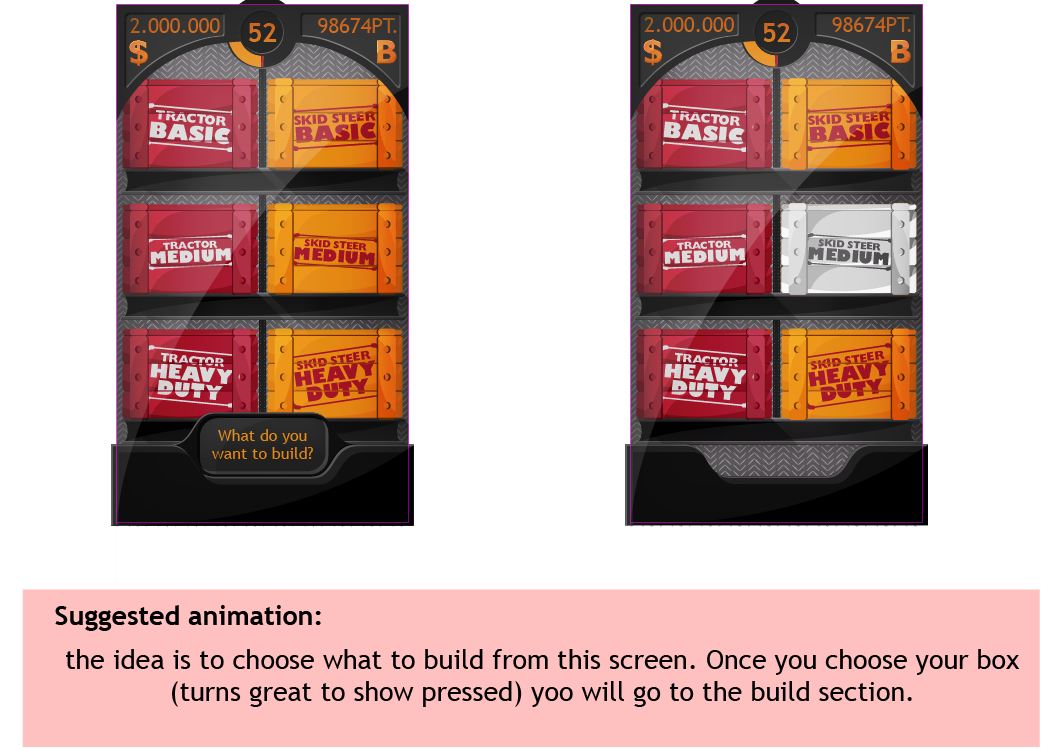 2.000.000
52
98674PT.
$
B
TRACTOR
BASIC
SKID STEER
BASIC
TRACTOR
MEDIUM
SKID STEER
MEDIUM
TRACTOR
HEAVY
DUTY
SKID STEER
HEAVY
DUTY
What do you
want to build?
2.000.000
52
98674PT.
$
B
TRACTOR
BASIC
SKID STEER
BASIC
TRACTOR
MEDIUM
SKID STEER
MEDIUM
TRACTOR
HEAVY
DUTY
SKID STEER
HEAVY
DUTY
Suggested animation:
the idea is to choose what to build from this screen. Once you choose your box
(turns great to show pressed) yoo will go to the build section.